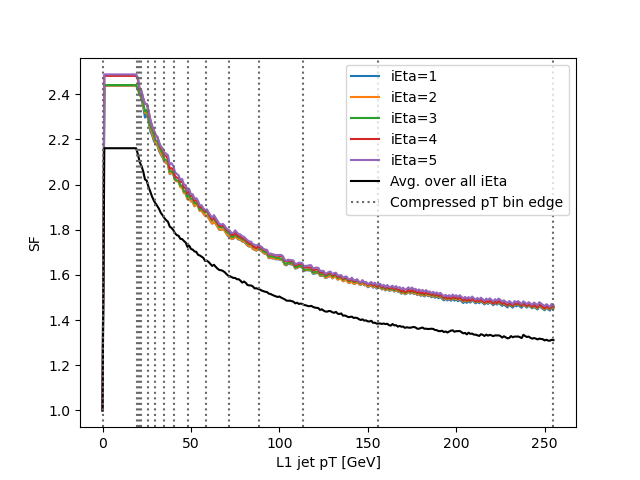 iEta=1
iEta=2
iEta=3
iEta=4
iEta=5
Avg. over all iEta
Compressed pT bin edge
2.4
2.2
2.0
1.8
1.6
1.4
1.2
1.0
SF
0 50 100 150 200 250
L1 jet pT [GeV]